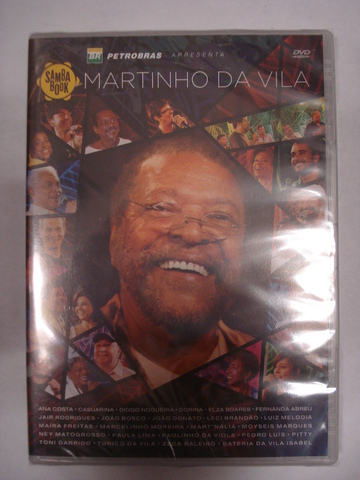 BR PETROBRAS APRESENTA
DVD
SAMBA
BOOK
MARTINHO DA VILA
ANA COSTA • CASUARINA • DIOGO NOGUEIRA • DORINA • ELZA SOARES • FERNANDA ABREU
JAIR RODRIGUES • JOÃO BOSCO • JOÃO DONATO • LECI BRANDÃO • LUIZ MELODIA
MAÍRA FREITAS • MARCELINHO MOREIRA • MART'NÁLIA • MOYSEIS MARQUES
NEY MATOGROSSO • PAULA LIMA • PAULINHO DA VIOLA • PEDRO LUÍS • PITTY
TONI GARRIDO • TUNICO DA VILA • ZECA BALEIRO • BATERIA DA VILA ISABEL